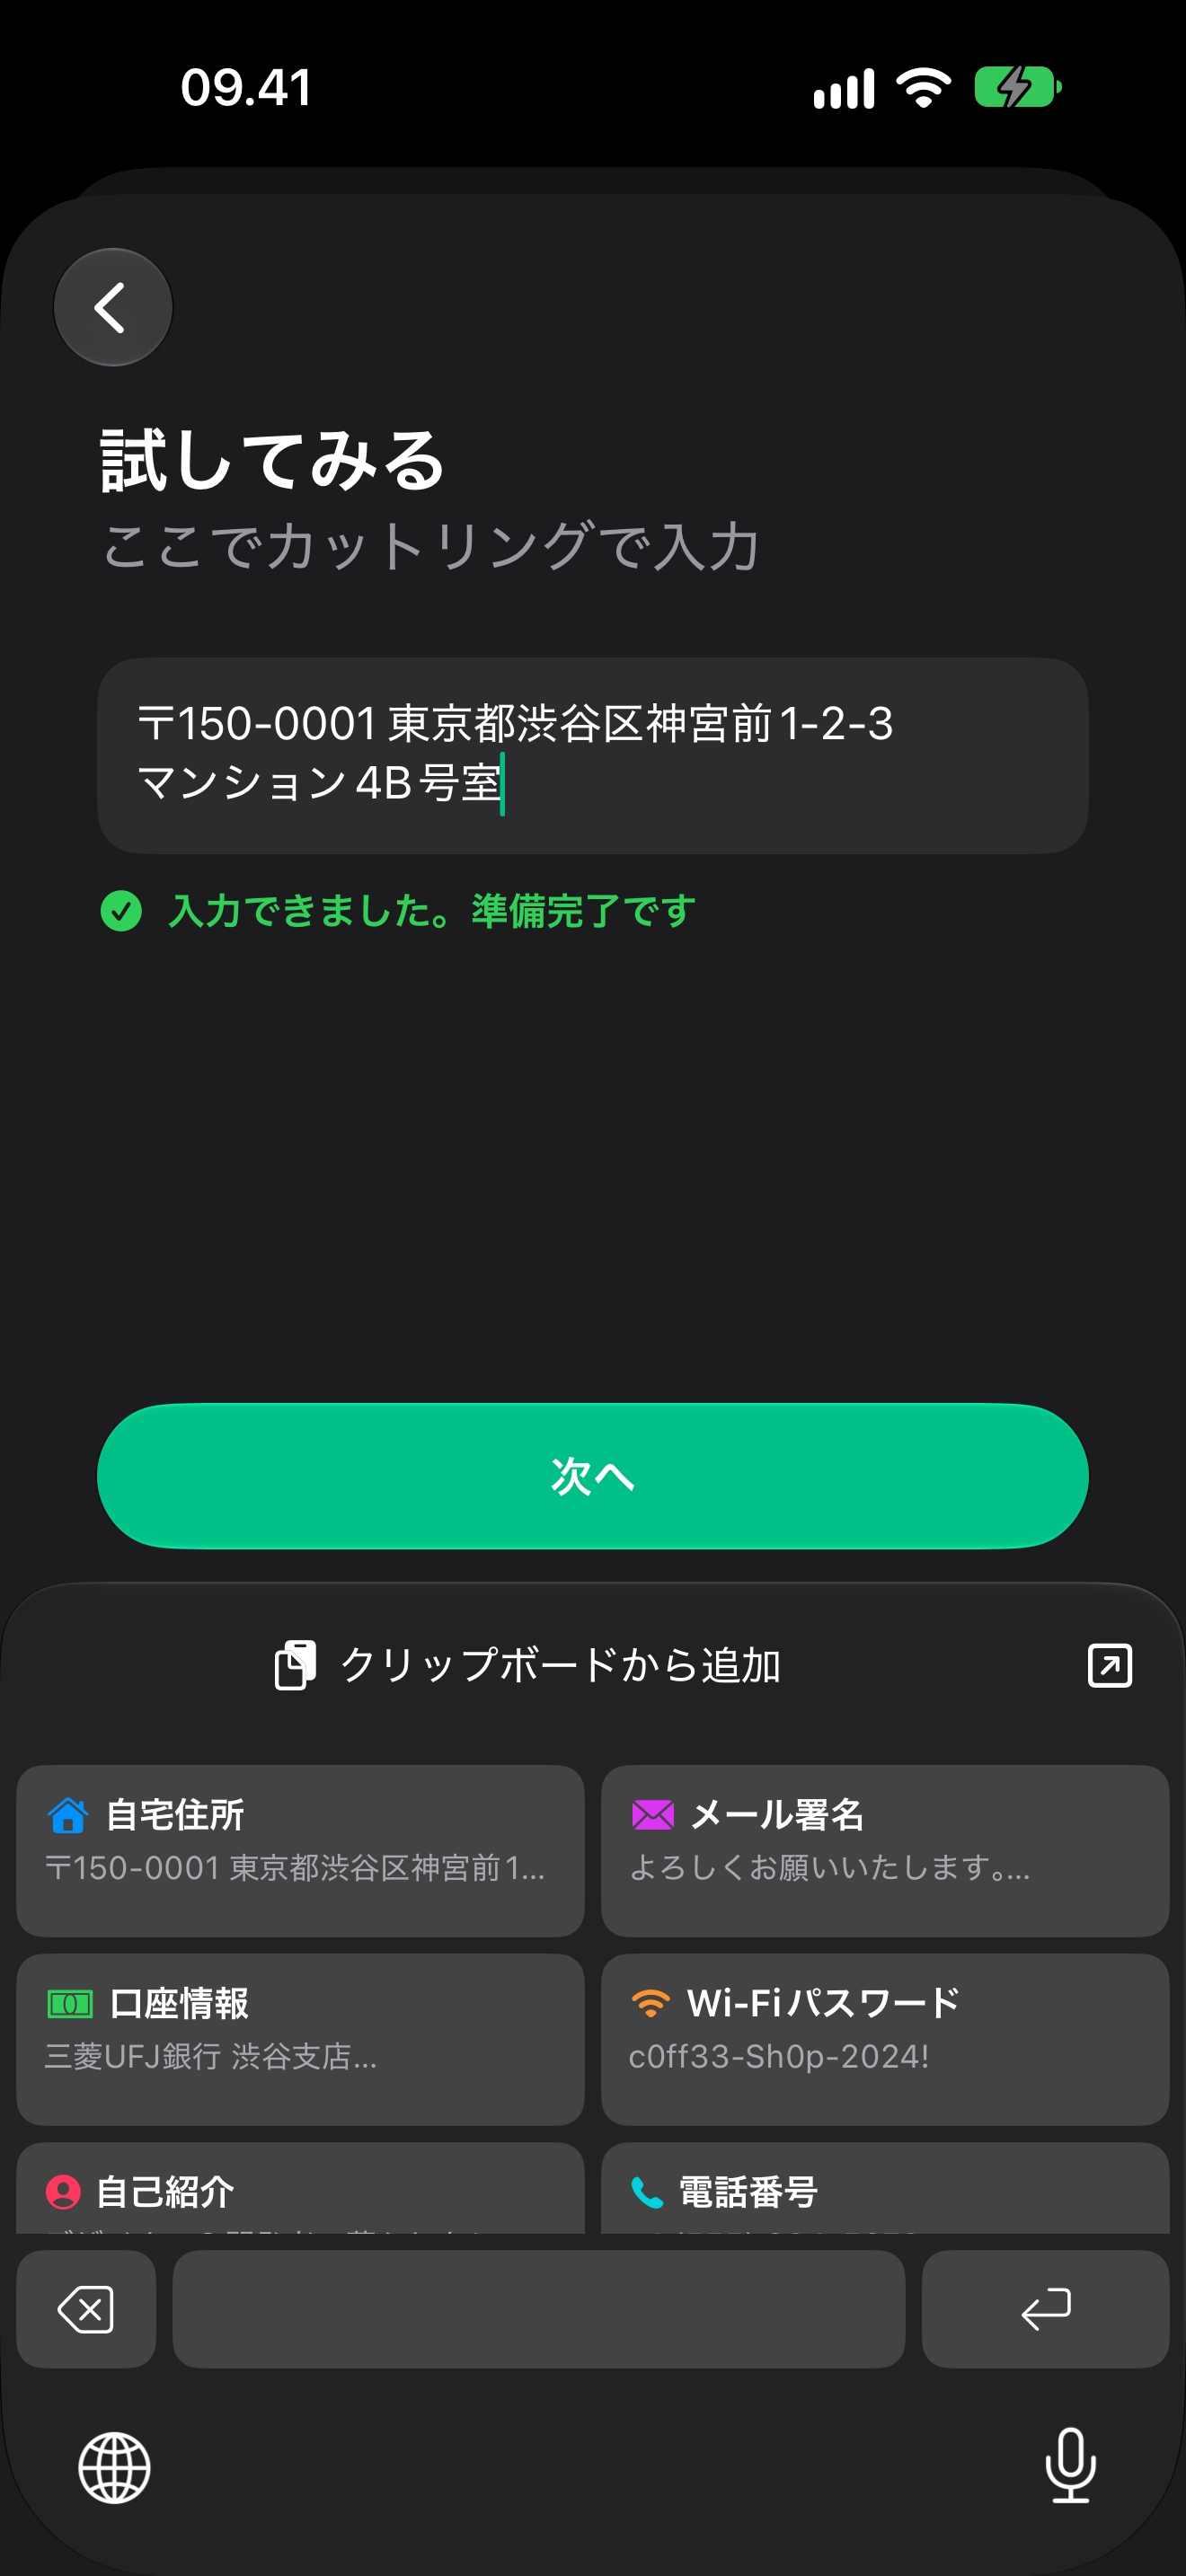 09.41
試してみる
ここでカットリングで入力
〒150-0001 東京都渋谷区神宮前 1-2-3
マンション 4B 号室
入力できました。準備完了です
次へ
クリップボードから追加
自宅住所
〒150-0001 東京都渋谷区神宮前 1...
メール署名
よろしくお願いいたします。...
口座情報
三菱UFJ銀行 渋谷支店...
Wi-Fi パスワード
c0ff33-Sh0p-2024!
自己紹介
電話番号